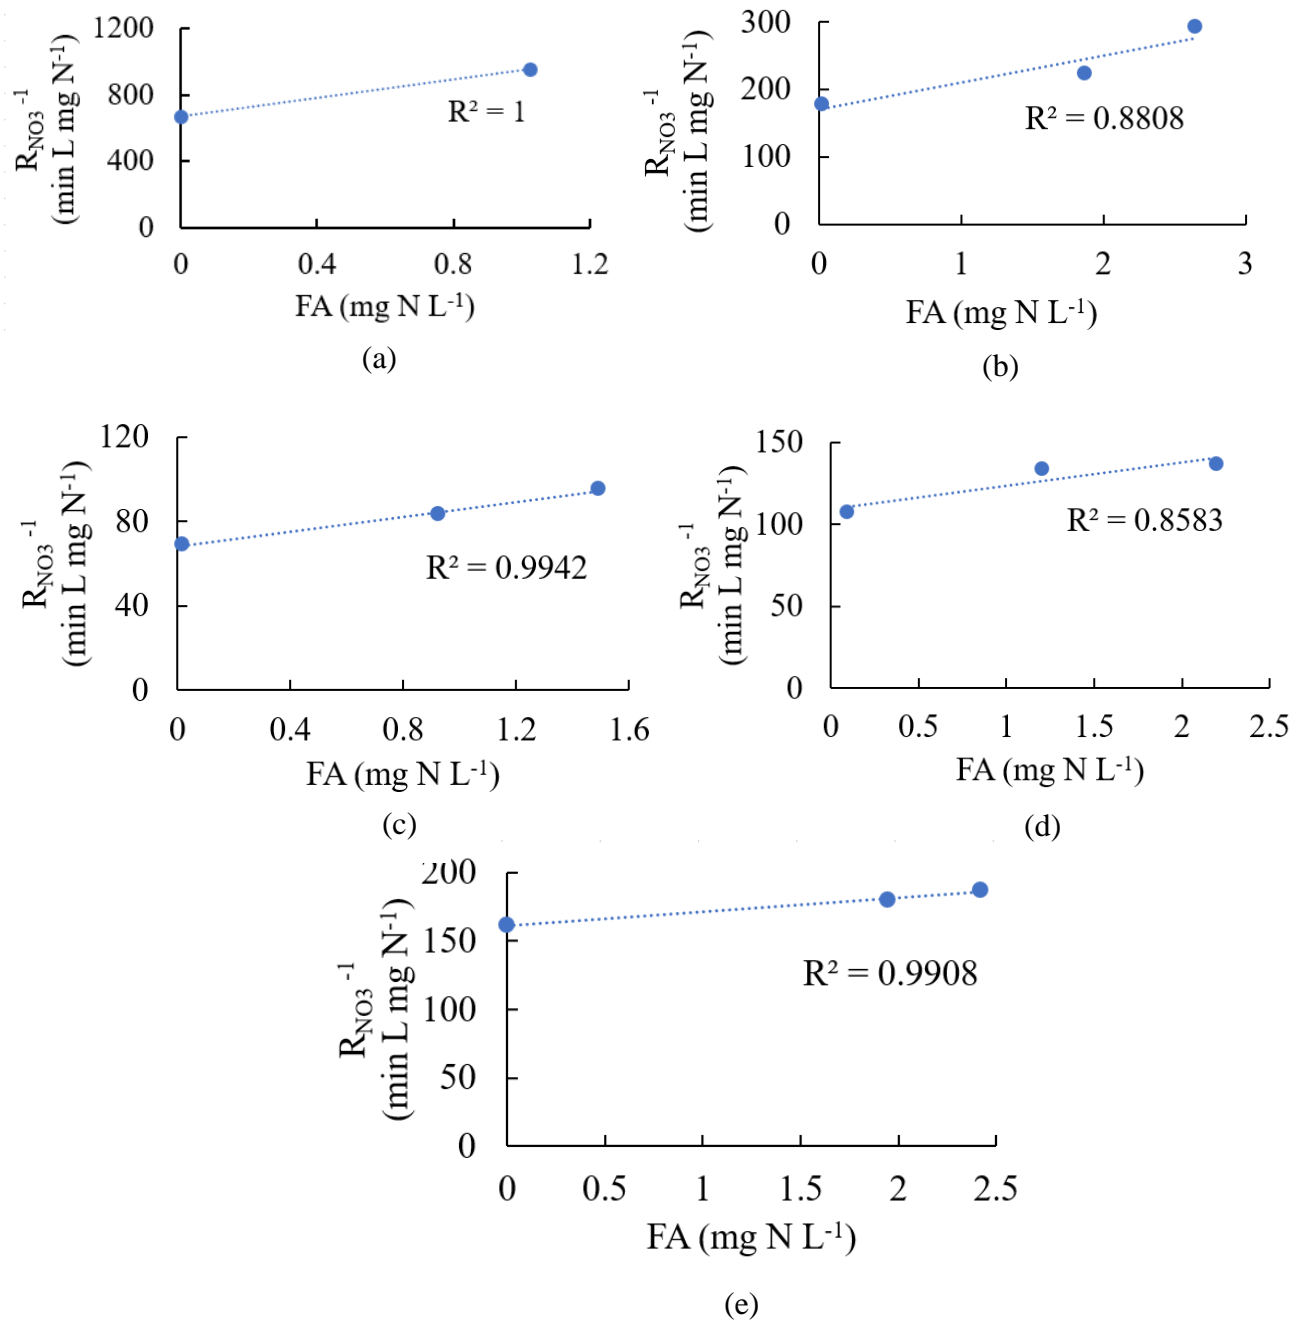 1200
800
400
0
R_NO3^-1
(min L mg N^-1)
R² = 1
0 0.4 0.8 1.2
FA (mg N L^-1)
(a)
300
200
100
0
R_NO3^-1
(min L mg N^-1)
R² = 0.8808
0 1 2 3
FA (mg N L^-1)
(b)
120
80
40
0
R_NO3^-1
(min L mg N^-1)
R² = 0.9942
0 0.4 0.8 1.2 1.6
FA (mg N L^-1)
(c)
150
100
50
0
R_NO3^-1
(min L mg N^-1)
R² = 0.8583
0 0.5 1 1.5 2 2.5
FA (mg N L^-1)
(d)
200
150
100
50
0
R_NO3^-1
(min L mg N^-1)
R² = 0.9908
0 0.5 1 1.5 2 2.5
FA (mg N L^-1)
(e)